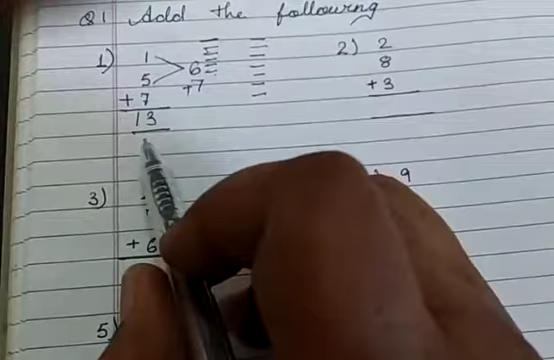 Q1 Add the following
1) 1 2) 2
5 6 8
+ 7 +7 + 3
13
3) 9
+ 6
5)